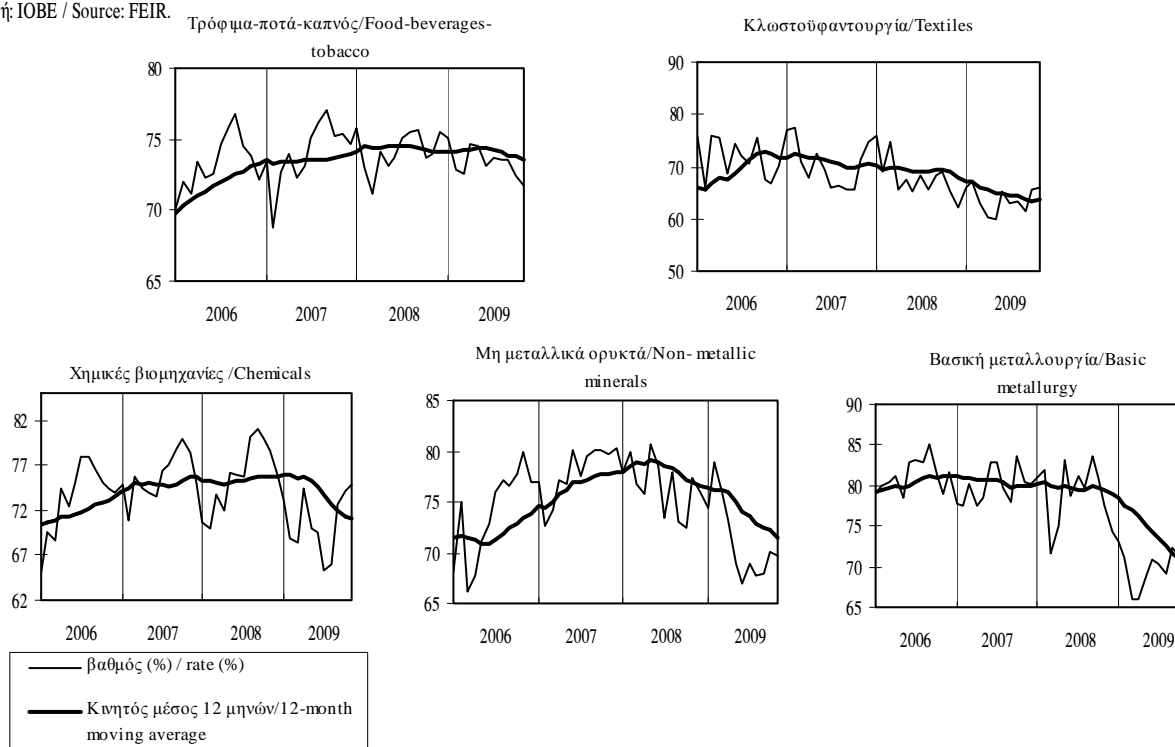 ή: ΙΟΒΕ / Source: FEIR.
Τρόφιμα-ποτά-καπνός/Food-beverages-
tobacco
80
75
70
65
2006 2007 2008 2009
Κλωστοϋφαντουργία/Textiles
90
80
70
60
50
2006 2007 2008 2009
Χημικές βιομηχανίες /Chemicals
82
77
72
67
62
2006 2007 2008 2009
Μη μεταλλικά ορυκτά/Non- metallic
minerals
85
80
75
70
65
2006 2007 2008 2009
Βασική μεταλλουργία/Basic
metallurgy
90
85
80
75
70
65
2006 2007 2008 2009
βαθμός (%) / rate (%)
Κινητός μέσος 12 μηνών/12-month
moving average